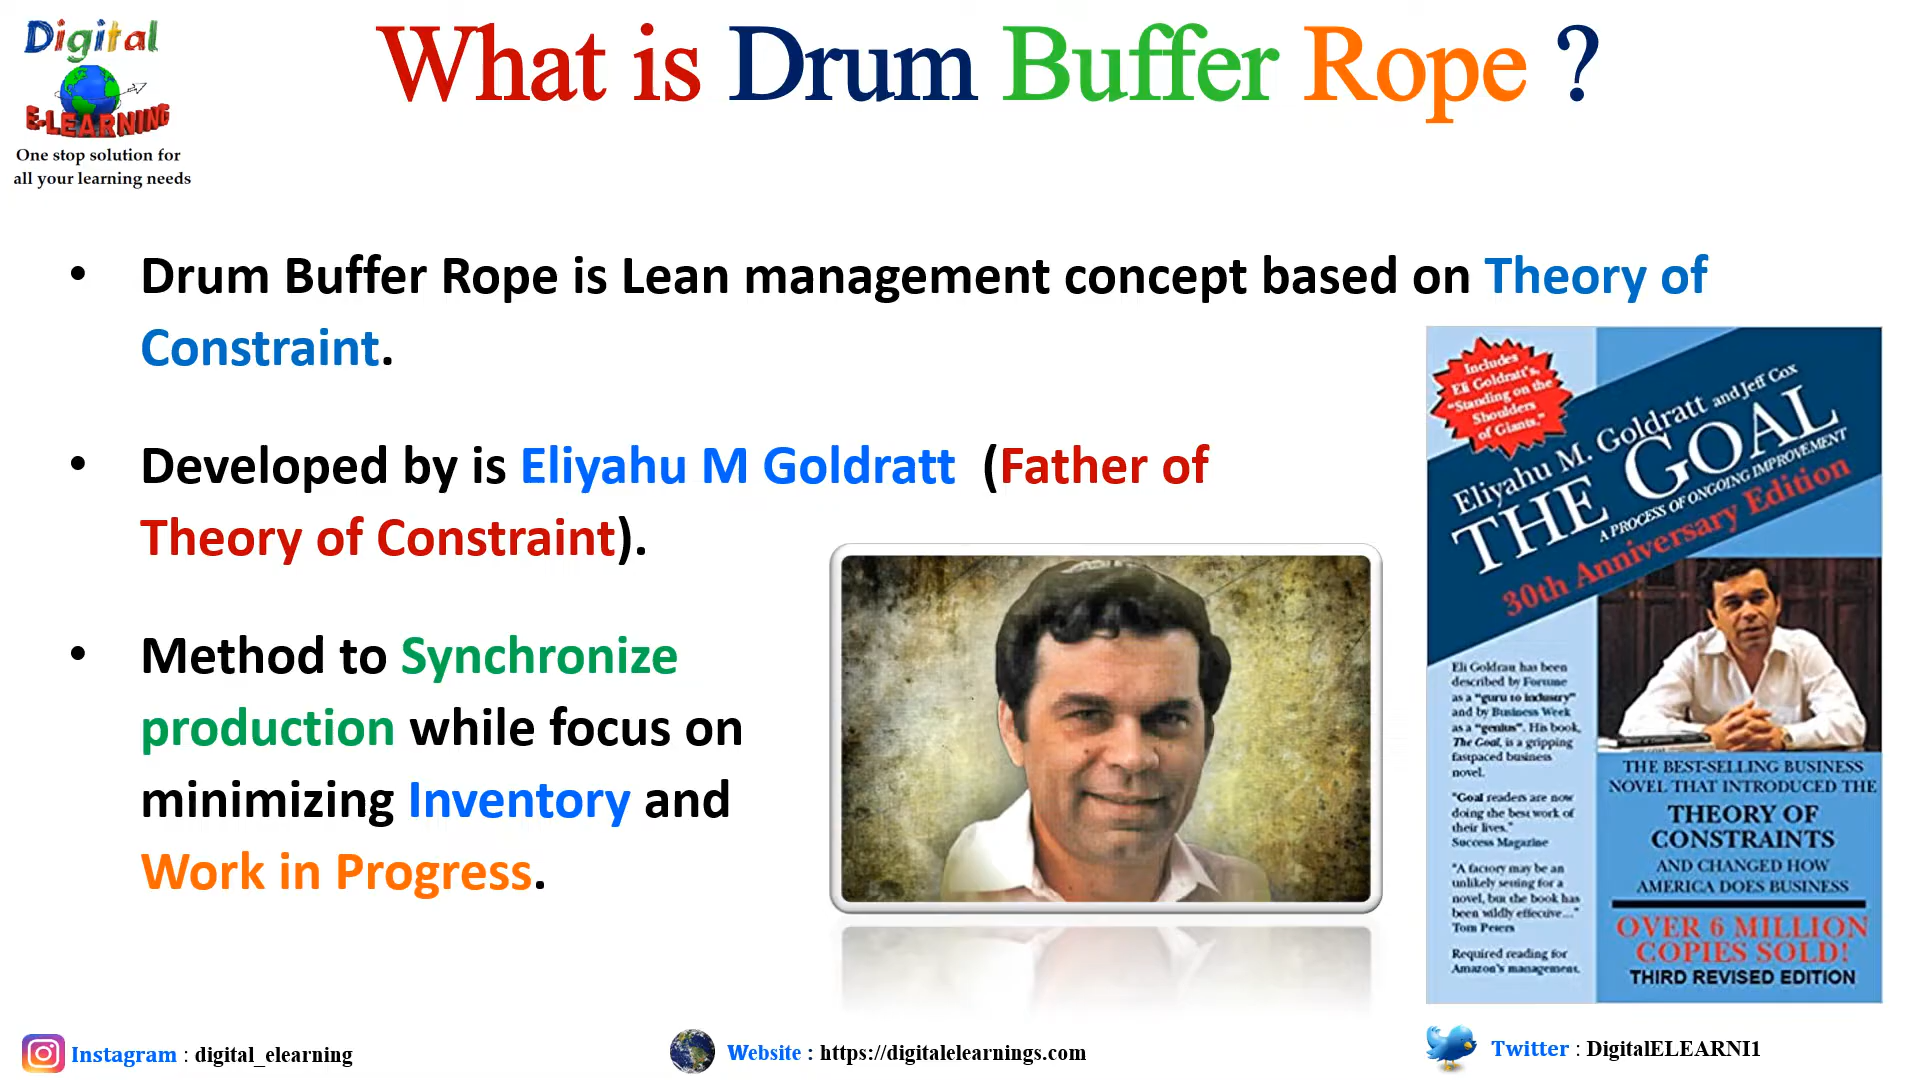 Digital
E-LEARNING
One stop solution for
all your learning needs
What is Drum Buffer Rope ?
• Drum Buffer Rope is Lean management concept based on Theory of
Constraint.
• Developed by is Eliyahu M Goldratt (Father of
Theory of Constraint).
• Method to Synchronize
production while focus on
minimizing Inventory and
Work in Progress.
Includes
Eli Goldratt's,
"Standing on the
Shoulders
of Giants."
Eliyahu M. Goldratt and Jeff Cox
THE GOAL
A PROCESS OF ONGOING IMPROVEMENT
30th Anniversary Edition
Eli Goldratt has been
described by Fortune
as a "guru to industry"
and by Business Week
as a "genius". His book,
The Goal, is a gripping
fastpaced business
novel.
"Goal readers are now
doing the best work of
their lives."
Success Magazine
"A factory may be an
unlikely setting for a
novel, but the book has
been wildly effective..."
Tom Peters
Required reading for
Amazon's management.
THE BEST-SELLING BUSINESS
NOVEL THAT INTRODUCED THE
THEORY OF
CONSTRAINTS
AND CHANGED HOW
AMERICA DOES BUSINESS
OVER 6 MILLION
COPIES SOLD!
THIRD REVISED EDITION
Instagram : digital_elearning
Website : https://digitalelearnings.com
Twitter : DigitalELEARNI1